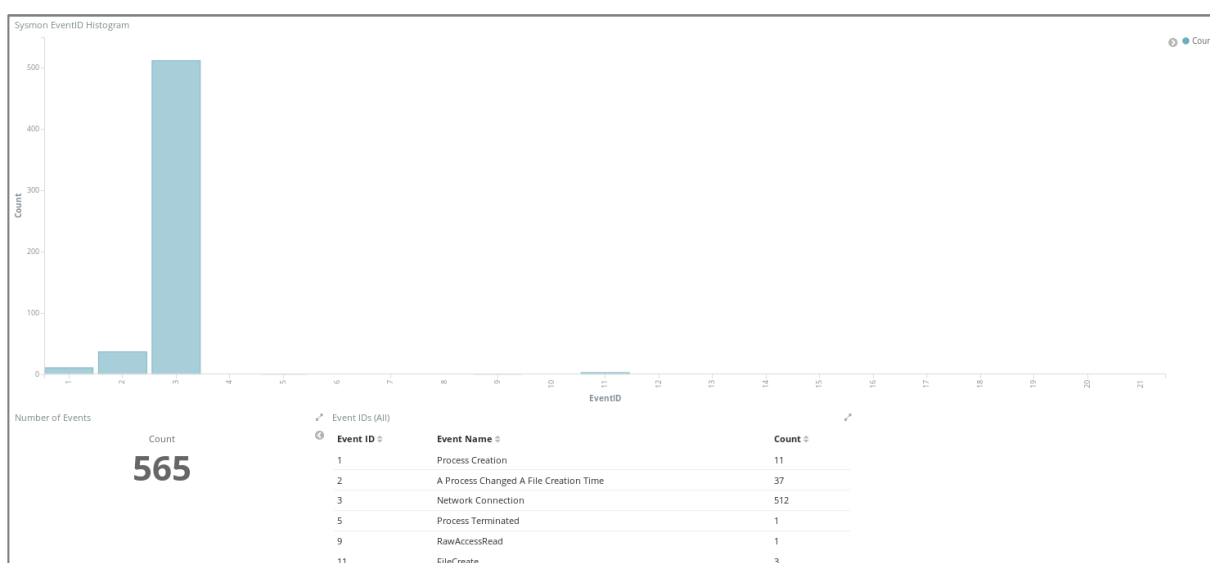 Sysmon EventID Histogram
Coun
500
400
300
200
100
0
Count
1 2 3 4 5 6 7 8 9 10 11 12 13 14 15 16 17 18 19 20 21
EventID
Number of Events
Count
565
Event IDs (All)
Event ID Event Name Count
1 Process Creation 11
2 A Process Changed A File Creation Time 37
3 Network Connection 512
5 Process Terminated 1
9 RawAccessRead 1
11 FileCreate 3